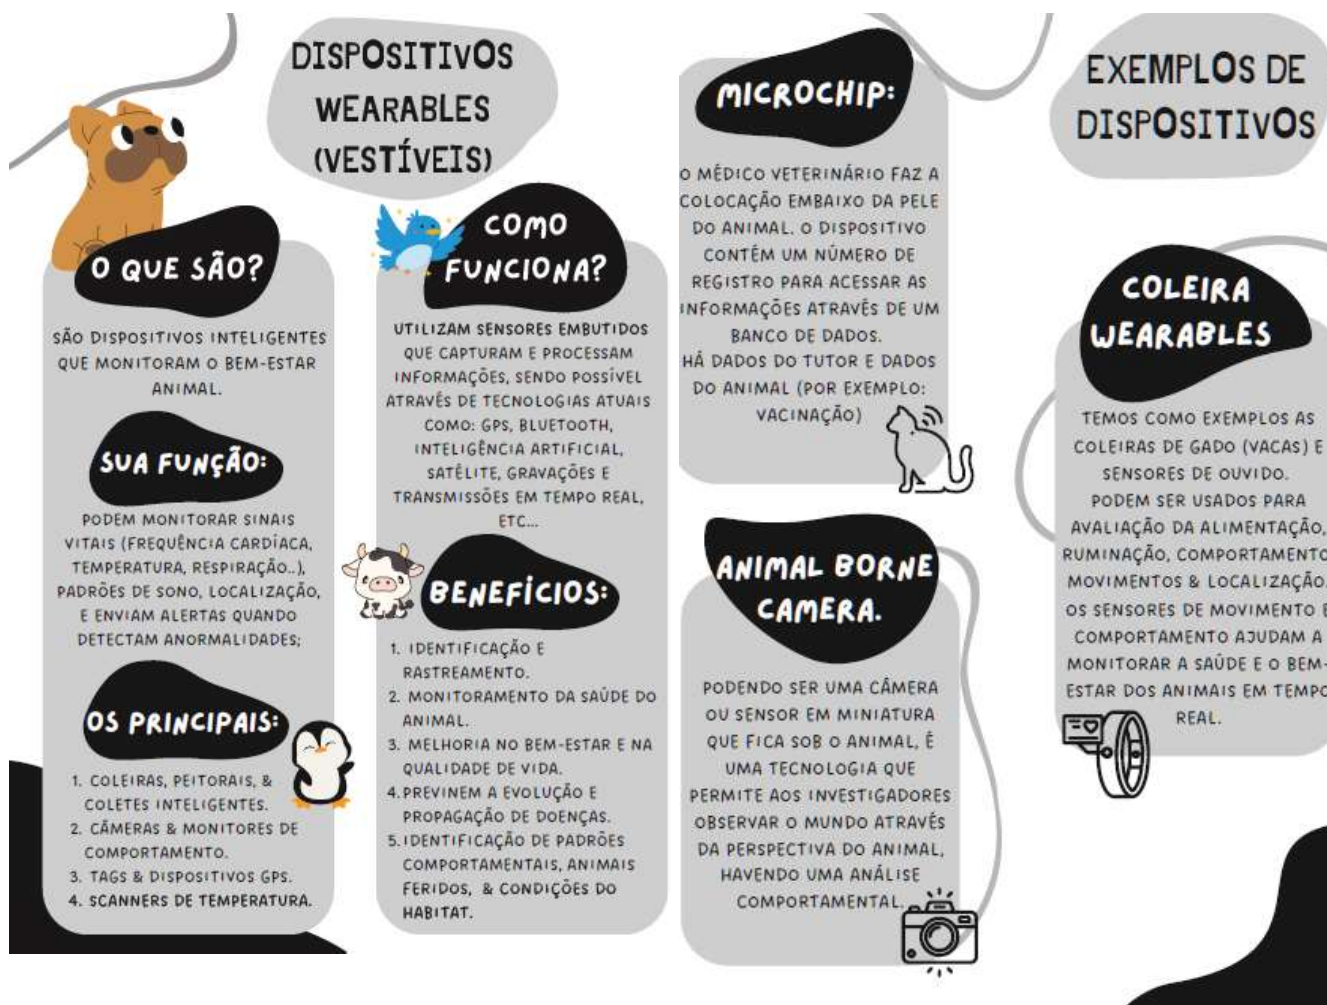 DISPOSITIVOS
WEARABLES
(VESTÍVEIS)
O QUE SÃO?
SÃO DISPOSITIVOS INTELIGENTES
QUE MONITORAM O BEM-ESTAR
ANIMAL.
SUA FUNÇÃO:
PODEM MONITORAR SINAIS
VITAIS (FREQUÊNCIA CARDÍACA,
TEMPERATURA, RESPIRAÇÃO..),
PADRÕES DE SONO, LOCALIZAÇÃO,
E ENVIAM ALERTAS QUANDO
DETECTAM ANORMALIDADES;
OS PRINCIPAIS:
1. COLEIRAS, PEITORAIS, &
COLETES INTELIGENTES.
2. CÂMERAS & MONITORES DE
COMPORTAMENTO.
3. TAGS & DISPOSITIVOS GPS.
4. SCANNERS DE TEMPERATURA.
COMO
FUNCIONA?
UTILIZAM SENSORES EMBUTIDOS
QUE CAPTURAM E PROCESSAM
INFORMAÇÕES, SENDO POSSÍVEL
ATRAVÉS DE TECNOLOGIAS ATUAIS
COMO: GPS, BLUETOOTH,
INTELIGÊNCIA ARTIFICIAL,
SATÉLITE, GRAVAÇÕES E
TRANSMISSÕES EM TEMPO REAL,
ETC...
BENEFÍCIOS:
1. IDENTIFICAÇÃO E
RASTREAMENTO.
2. MONITORAMENTO DA SAÚDE DO
ANIMAL.
3. MELHORIA NO BEM-ESTAR E NA
QUALIDADE DE VIDA.
4. PREVINEM A EVOLUÇÃO E
PROPAGAÇÃO DE DOENÇAS.
5. IDENTIFICAÇÃO DE PADRÕES
COMPORTAMENTAIS, ANIMAIS
FERIDOS, & CONDIÇÕES DO
HABITAT.
MICROCHIP:
O MÉDICO VETERINÁRIO FAZ A
COLOCAÇÃO EMBAIXO DA PELE
DO ANIMAL. O DISPOSITIVO
CONTÉM UM NÚMERO DE
REGISTRO PARA ACESSAR AS
INFORMAÇÕES ATRAVÉS DE UM
BANCO DE DADOS.
HÁ DADOS DO TUTOR E DADOS
DO ANIMAL (POR EXEMPLO:
VACINAÇÃO)
ANIMAL BORNE
CAMERA.
PODENDO SER UMA CÂMERA
OU SENSOR EM MINIATURA
QUE FICA SOB O ANIMAL, É
UMA TECNOLOGIA QUE
PERMITE AOS INVESTIGADORES
OBSERVAR O MUNDO ATRAVÉS
DA PERSPECTIVA DO ANIMAL,
HAVENDO UMA ANÁLISE
COMPORTAMENTAL.
EXEMPLOS DE
DISPOSITIVOS
COLEIRA
WEARABLES
TEMOS COMO EXEMPLOS AS
COLEIRAS DE GADO (VACAS) E
SENSORES DE OUVIDO.
PODEM SER USADOS PARA
AVALIAÇÃO DA ALIMENTAÇÃO,
RUMINAÇÃO, COMPORTAMENTO
MOVIMENTOS & LOCALIZAÇÃO.
OS SENSORES DE MOVIMENTO E
COMPORTAMENTO AJUDAM A
MONITORAR A SAÚDE E O BEM-
ESTAR DOS ANIMAIS EM TEMPO
REAL.